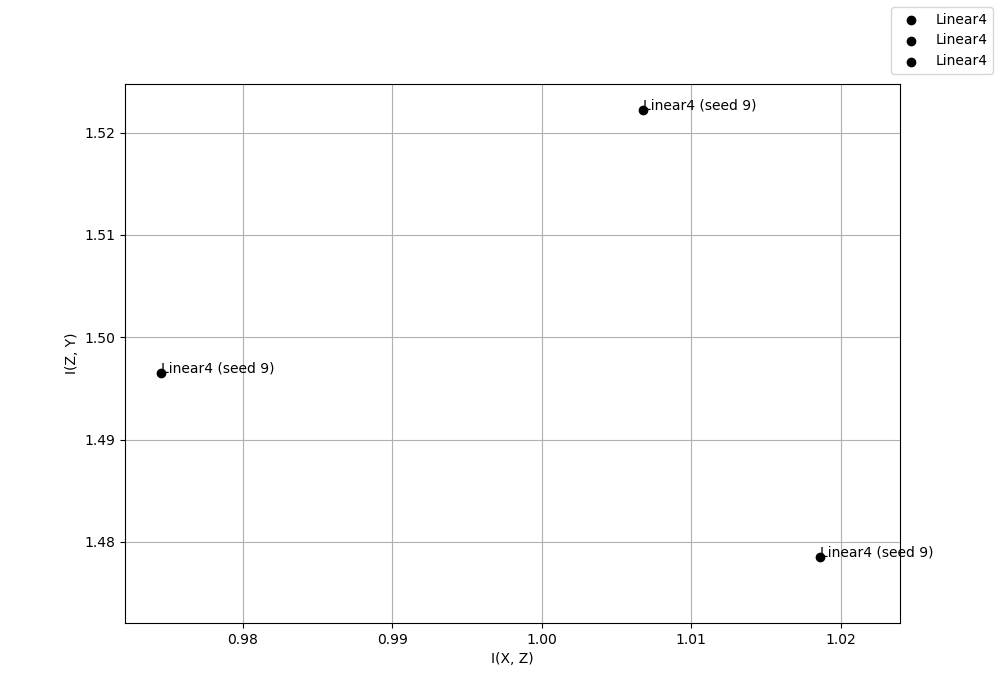 Linear4
Linear4
Linear4
Linear4 (seed 9)
1.52
1.51
1.50
I(Z, Y)
Linear4 (seed 9)
1.49
1.48
Linear4 (seed 9)
0.98 0.99 1.00 1.01 1.02
I(X, Z)